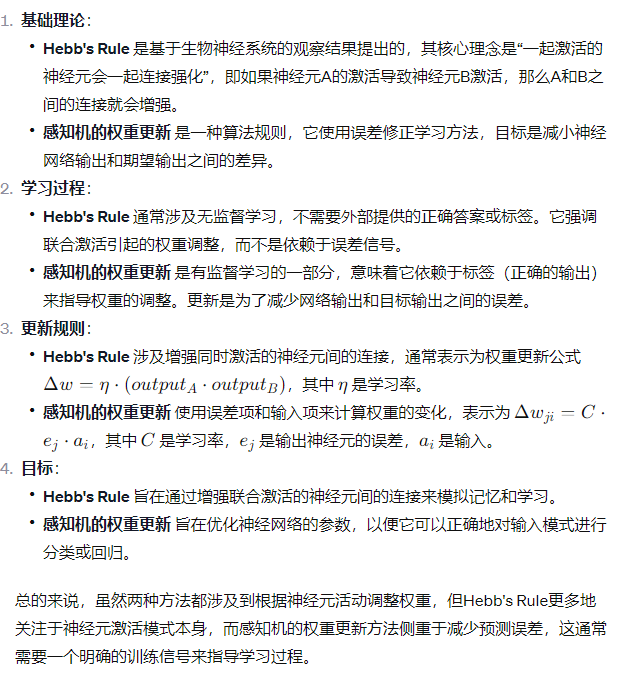 1. 基础理论：
• Hebb's Rule 是基于生物神经系统的观察结果提出的，其核心理念是“一起激活的
神经元会一起连接强化”，即如果神经元A的激活导致神经元B激活，那么A和B之
间的连接就会增强。
• 感知机的权重更新 是一种算法规则，它使用误差修正学习方法，目标是减小神经
网络输出和期望输出之间的差异。
2. 学习过程：
• Hebb's Rule 通常涉及无监督学习，不需要外部提供的正确答案或标签。它强调
联合激活引起的权重调整，而不是依赖于误差信号。
• 感知机的权重更新 是有监督学习的一部分，意味着它依赖于标签（正确的输出）
来指导权重的调整。更新是为了减少网络输出和目标输出之间的误差。
3. 更新规则：
• Hebb's Rule 涉及增强同时激活的神经元间的连接，通常表示为权重更新公式
Δw = η · (output_A · output_B)，其中 η 是学习率。
• 感知机的权重更新 使用误差项和输入项来计算权重的变化，表示为 Δw_{ji} = C ·
e_j · a_i，其中 C 是学习率，e_j 是输出神经元的误差，a_i 是输入。
4. 目标：
• Hebb's Rule 旨在通过增强联合激活的神经元间的连接来模拟记忆和学习。
• 感知机的权重更新 旨在优化神经网络的参数，以便它可以正确地对输入模式进行
分类或回归。
总的来说，虽然两种方法都涉及到根据神经元活动调整权重，但Hebb's Rule更多地
关注于神经元激活模式本身，而感知机的权重更新方法侧重于减少预测误差，这通常
需要一个明确的训练信号来指导学习过程。